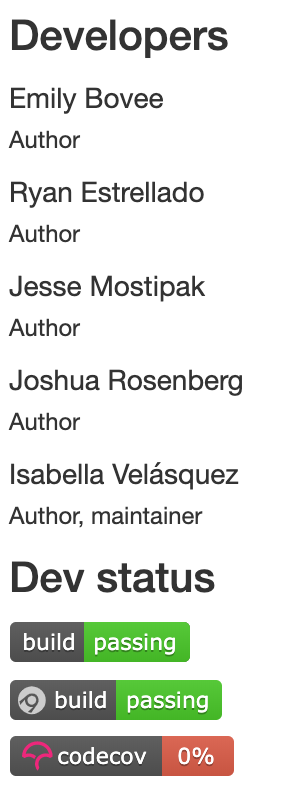 Developers
Emily Bovee
Author
Ryan Estrellado
Author
Jesse Mostipak
Author
Joshua Rosenberg
Author
Isabella Velásquez
Author, maintainer
Dev status
build passing
build passing
codecov 0%